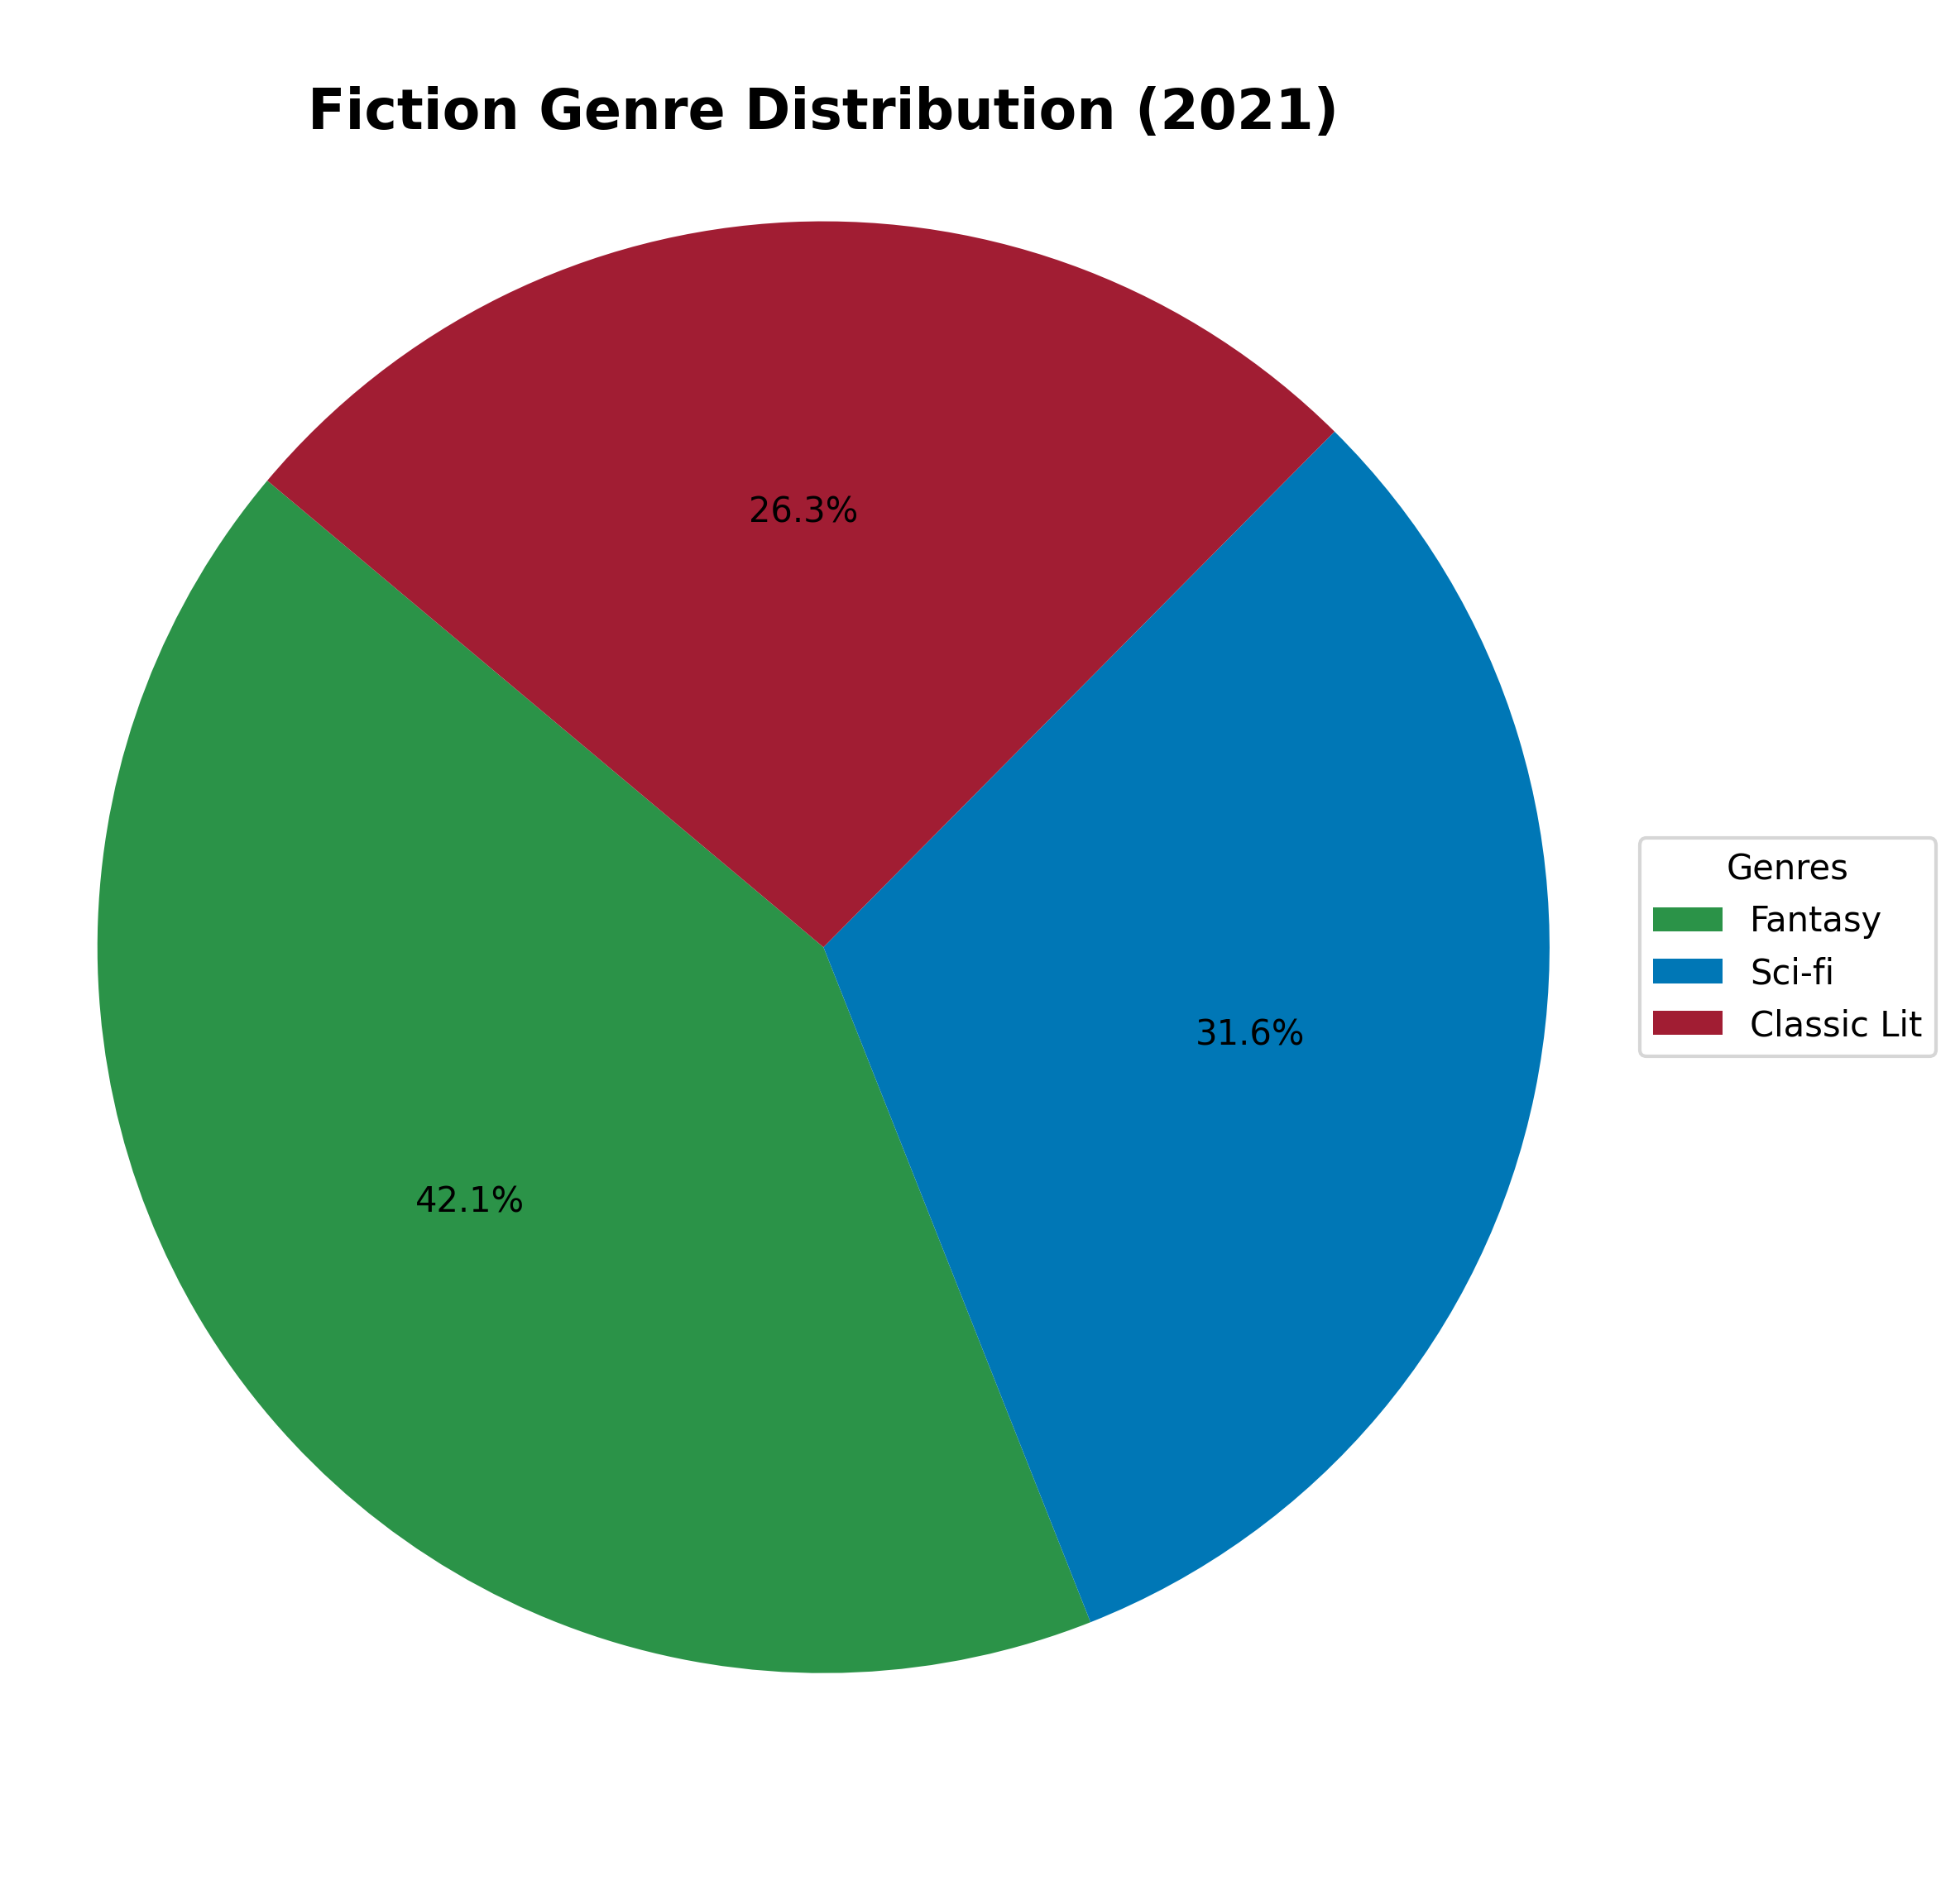 Fiction Genre Distribution (2021)
26.3%
31.6%
42.1%
Genres
Fantasy
Sci-fi
Classic Lit